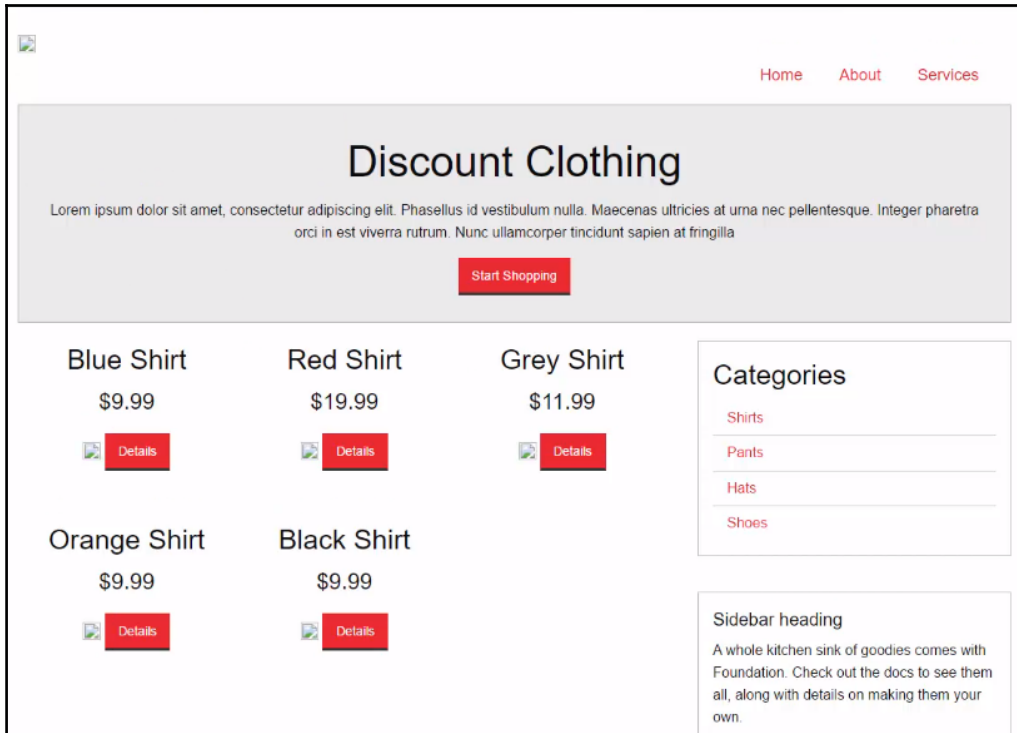 Home About Services
Discount Clothing
Lorem ipsum dolor sit amet, consectetur adipiscing elit. Phasellus id vestibulum nulla. Maecenas ultricies at urna nec pellentesque. Integer pharetra
orci in est viverra rutrum. Nunc ullamcorper tincidunt sapien at fringilla
Start Shopping
Blue Shirt Red Shirt Grey Shirt
$9.99 $19.99 $11.99
Details Details Details
Orange Shirt Black Shirt
$9.99 $9.99
Details Details
Categories
Shirts
Pants
Hats
Shoes
Sidebar heading
A whole kitchen sink of goodies comes with
Foundation. Check out the docs to see them
all, along with details on making them your
own.